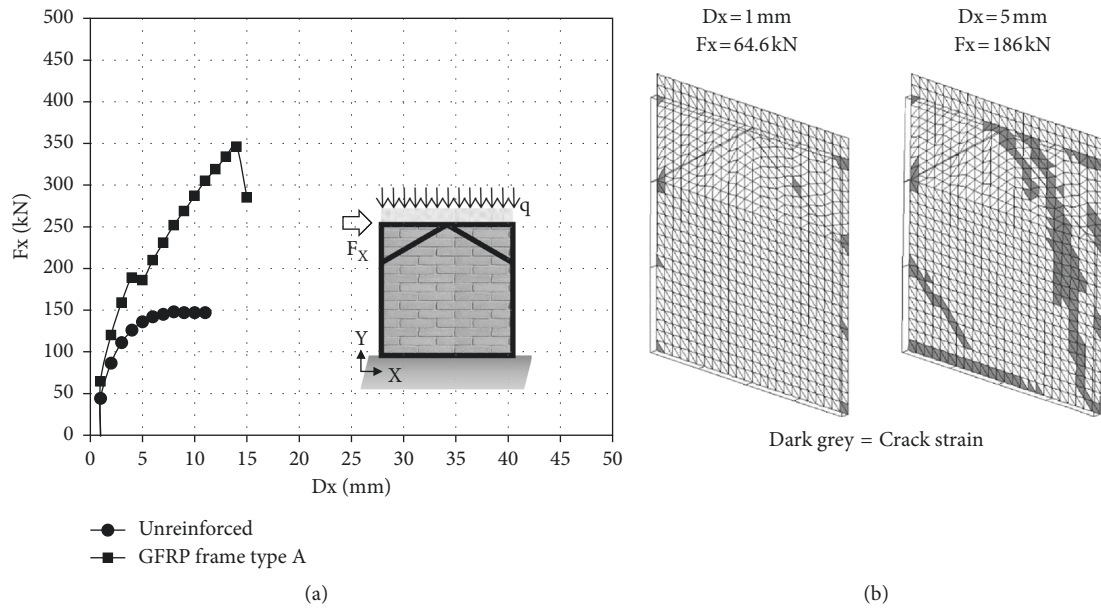 500
450
400
350
300
250
200
150
100
50
0
Fx (kN)
0 5 10 15 20 25 30 35 40 45 50
Dx (mm)
q
F_X
Y
X
Unreinforced
GFRP frame type A
(a)
Dx = 1 mm
Fx = 64.6 kN
Dx = 5 mm
Fx = 186 kN
Dark grey = Crack strain
(b)